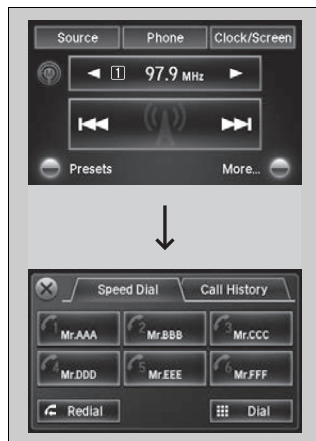 Source Phone Clock/Screen
1 97.9 MHz
Presets More...
Speed Dial Call History
1 Mr.AAA 2 Mr.BBB 3 Mr.CCC
4 Mr.DDD 5 Mr.EEE 6 Mr.FFF
Redial Dial